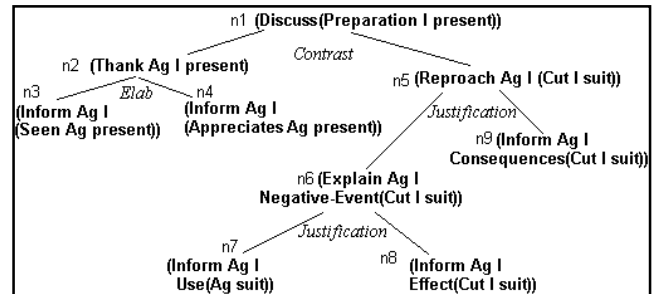 n1 (Discuss(Preparation I present))
Contrast
n2 (Thank Ag I present)
n5 (Reproach Ag I (Cut I suit))
n3
(Inform Ag I
(Seen Ag present))
Elab
n4
(Inform Ag I
(Appreciates Ag present))
Justification
n9 (Inform Ag I
Consequences(Cut I suit))
n6 (Explain Ag I
Negative-Event(Cut I suit))
Justification
n7
(Inform Ag I
Use(Ag suit))
n8
(Inform Ag I
Effect(Cut I suit))